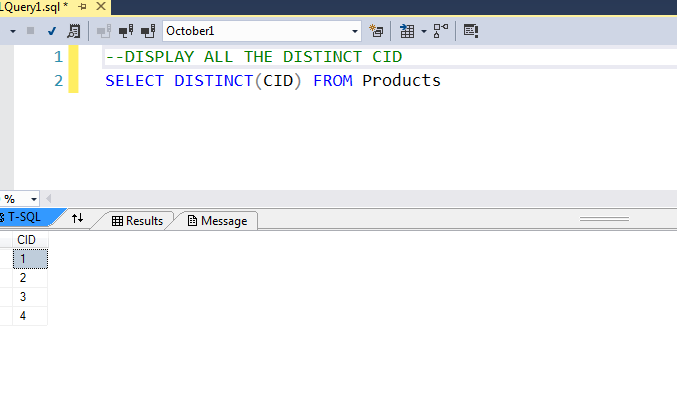 LQuery1.sql *
October1
1 --DISPLAY ALL THE DISTINCT CID
2 SELECT DISTINCT(CID) FROM Products
%
T-SQL Results Message
CID
1
2
3
4